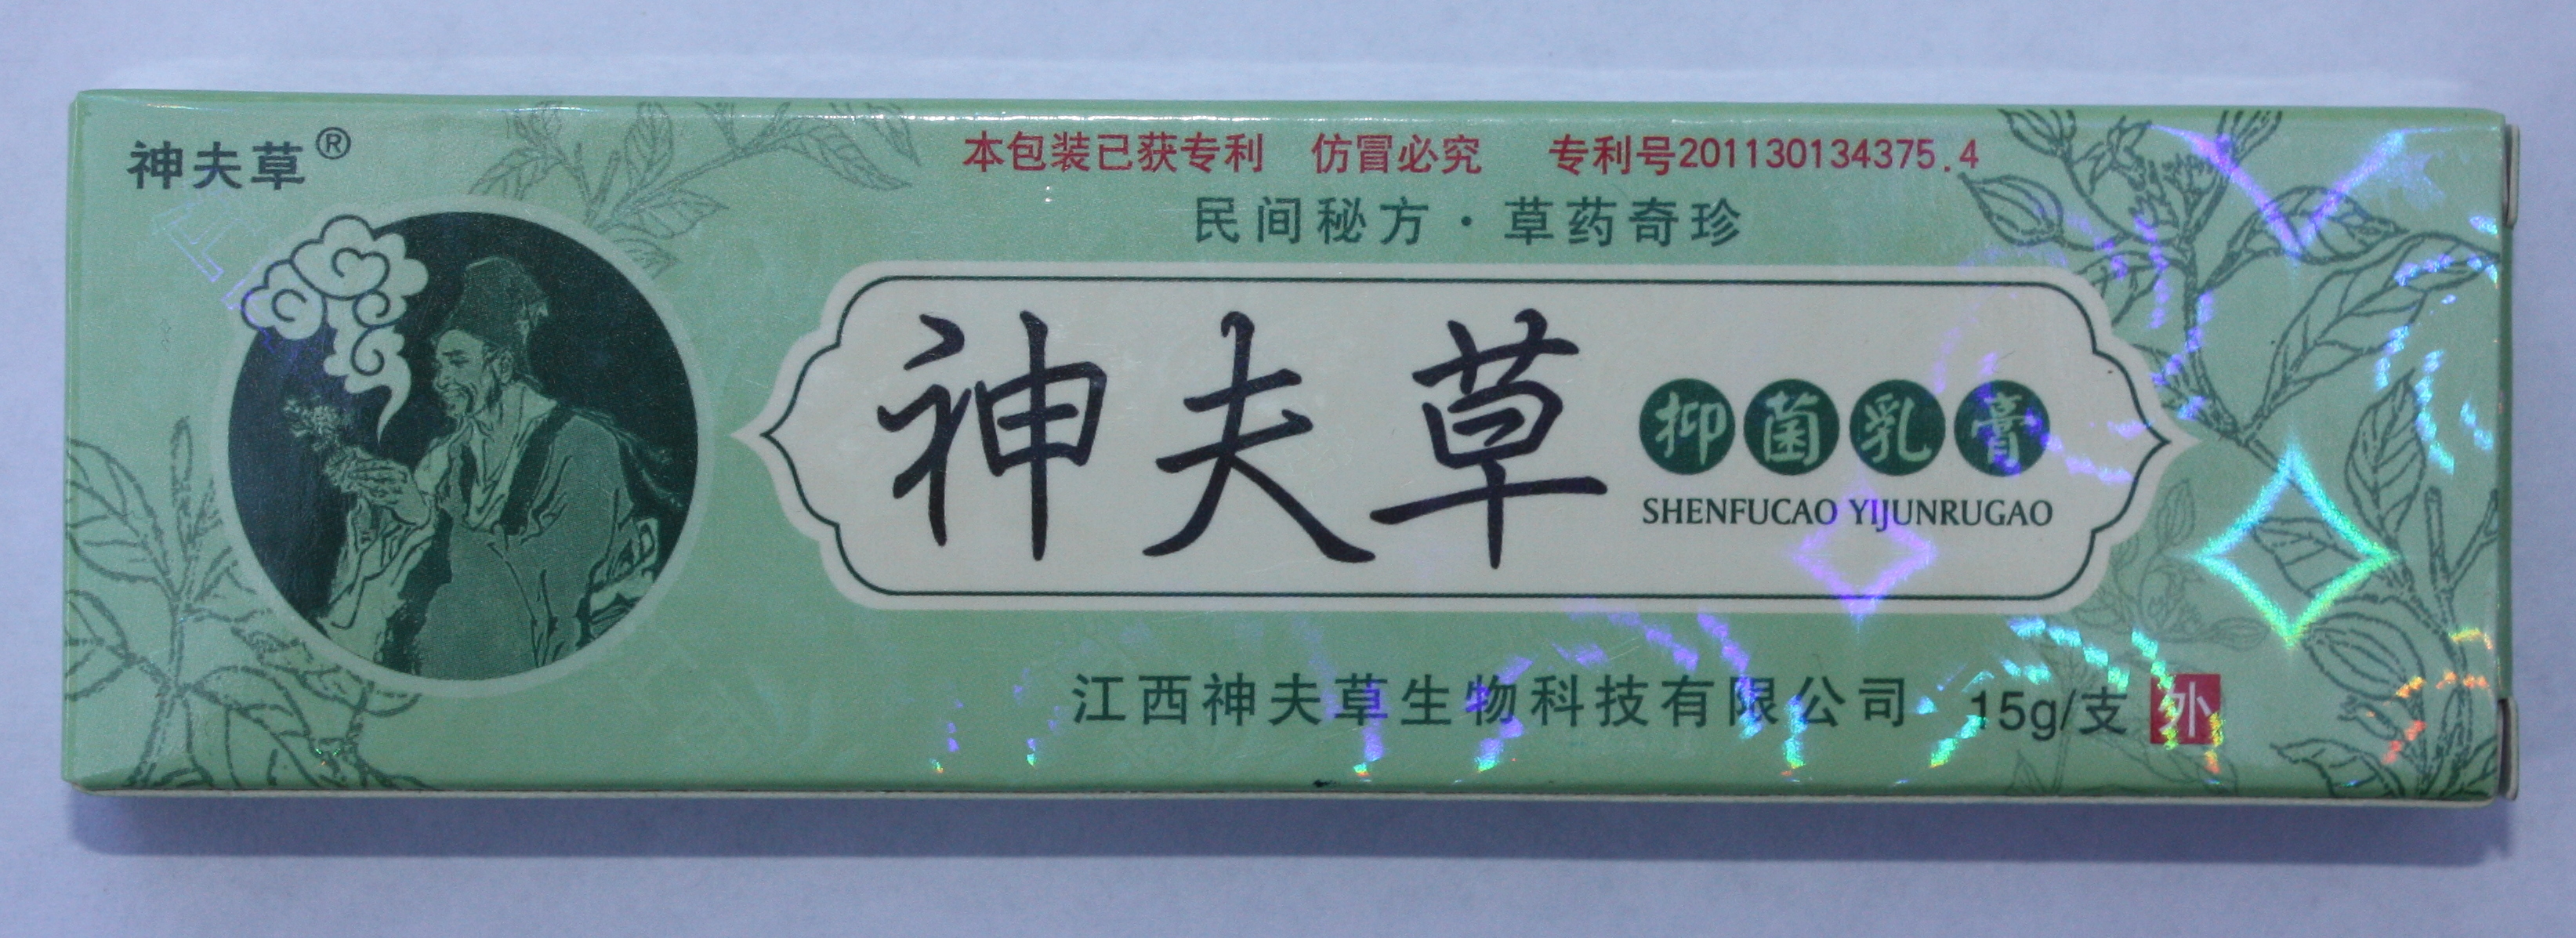 神夫草®
本包装已获专利 仿冒必究 专利号201130134375.4
民间秘方·草药奇珍
神夫草 抑菌乳膏
SHENFUCAO YIJUNRUGAO
江西神夫草生物科技有限公司 15g/支 外